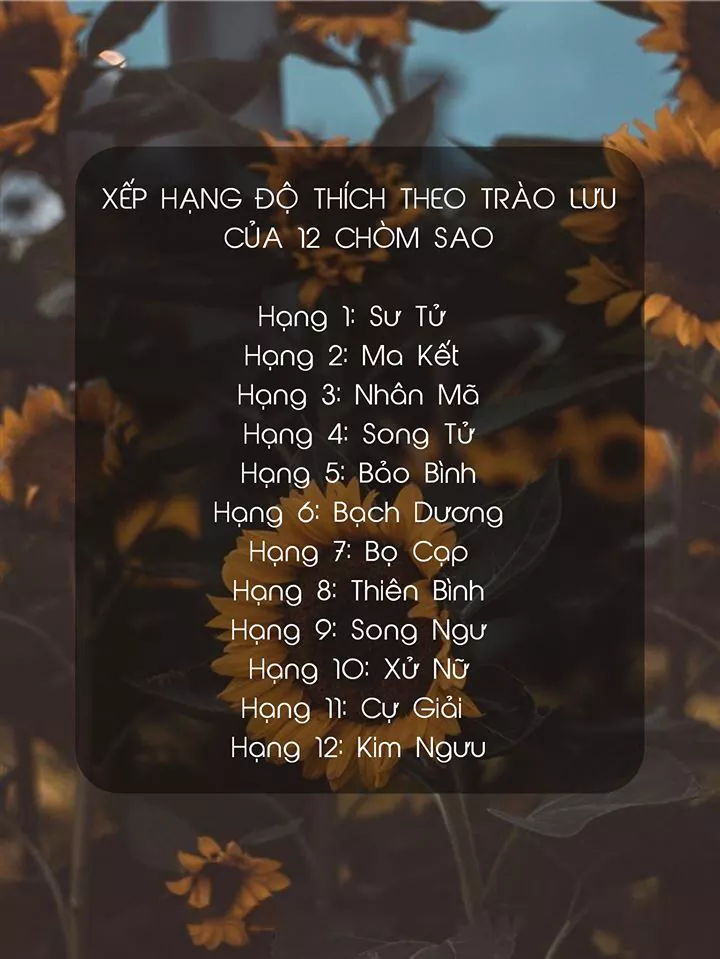 XẾP HẠNG ĐỘ THÍCH THEO TRÀO LƯU
CỦA 12 CHÒM SAO
Hạng 1: Sư Tử
Hạng 2: Ma Kết
Hạng 3: Nhân Mã
Hạng 4: Song Tử
Hạng 5: Bảo Bình
Hạng 6: Bạch Dương
Hạng 7: Bọ Cạp
Hạng 8: Thiên Bình
Hạng 9: Song Ngư
Hạng 10: Xử Nữ
Hạng 11: Cự Giải
Hạng 12: Kim Ngưu